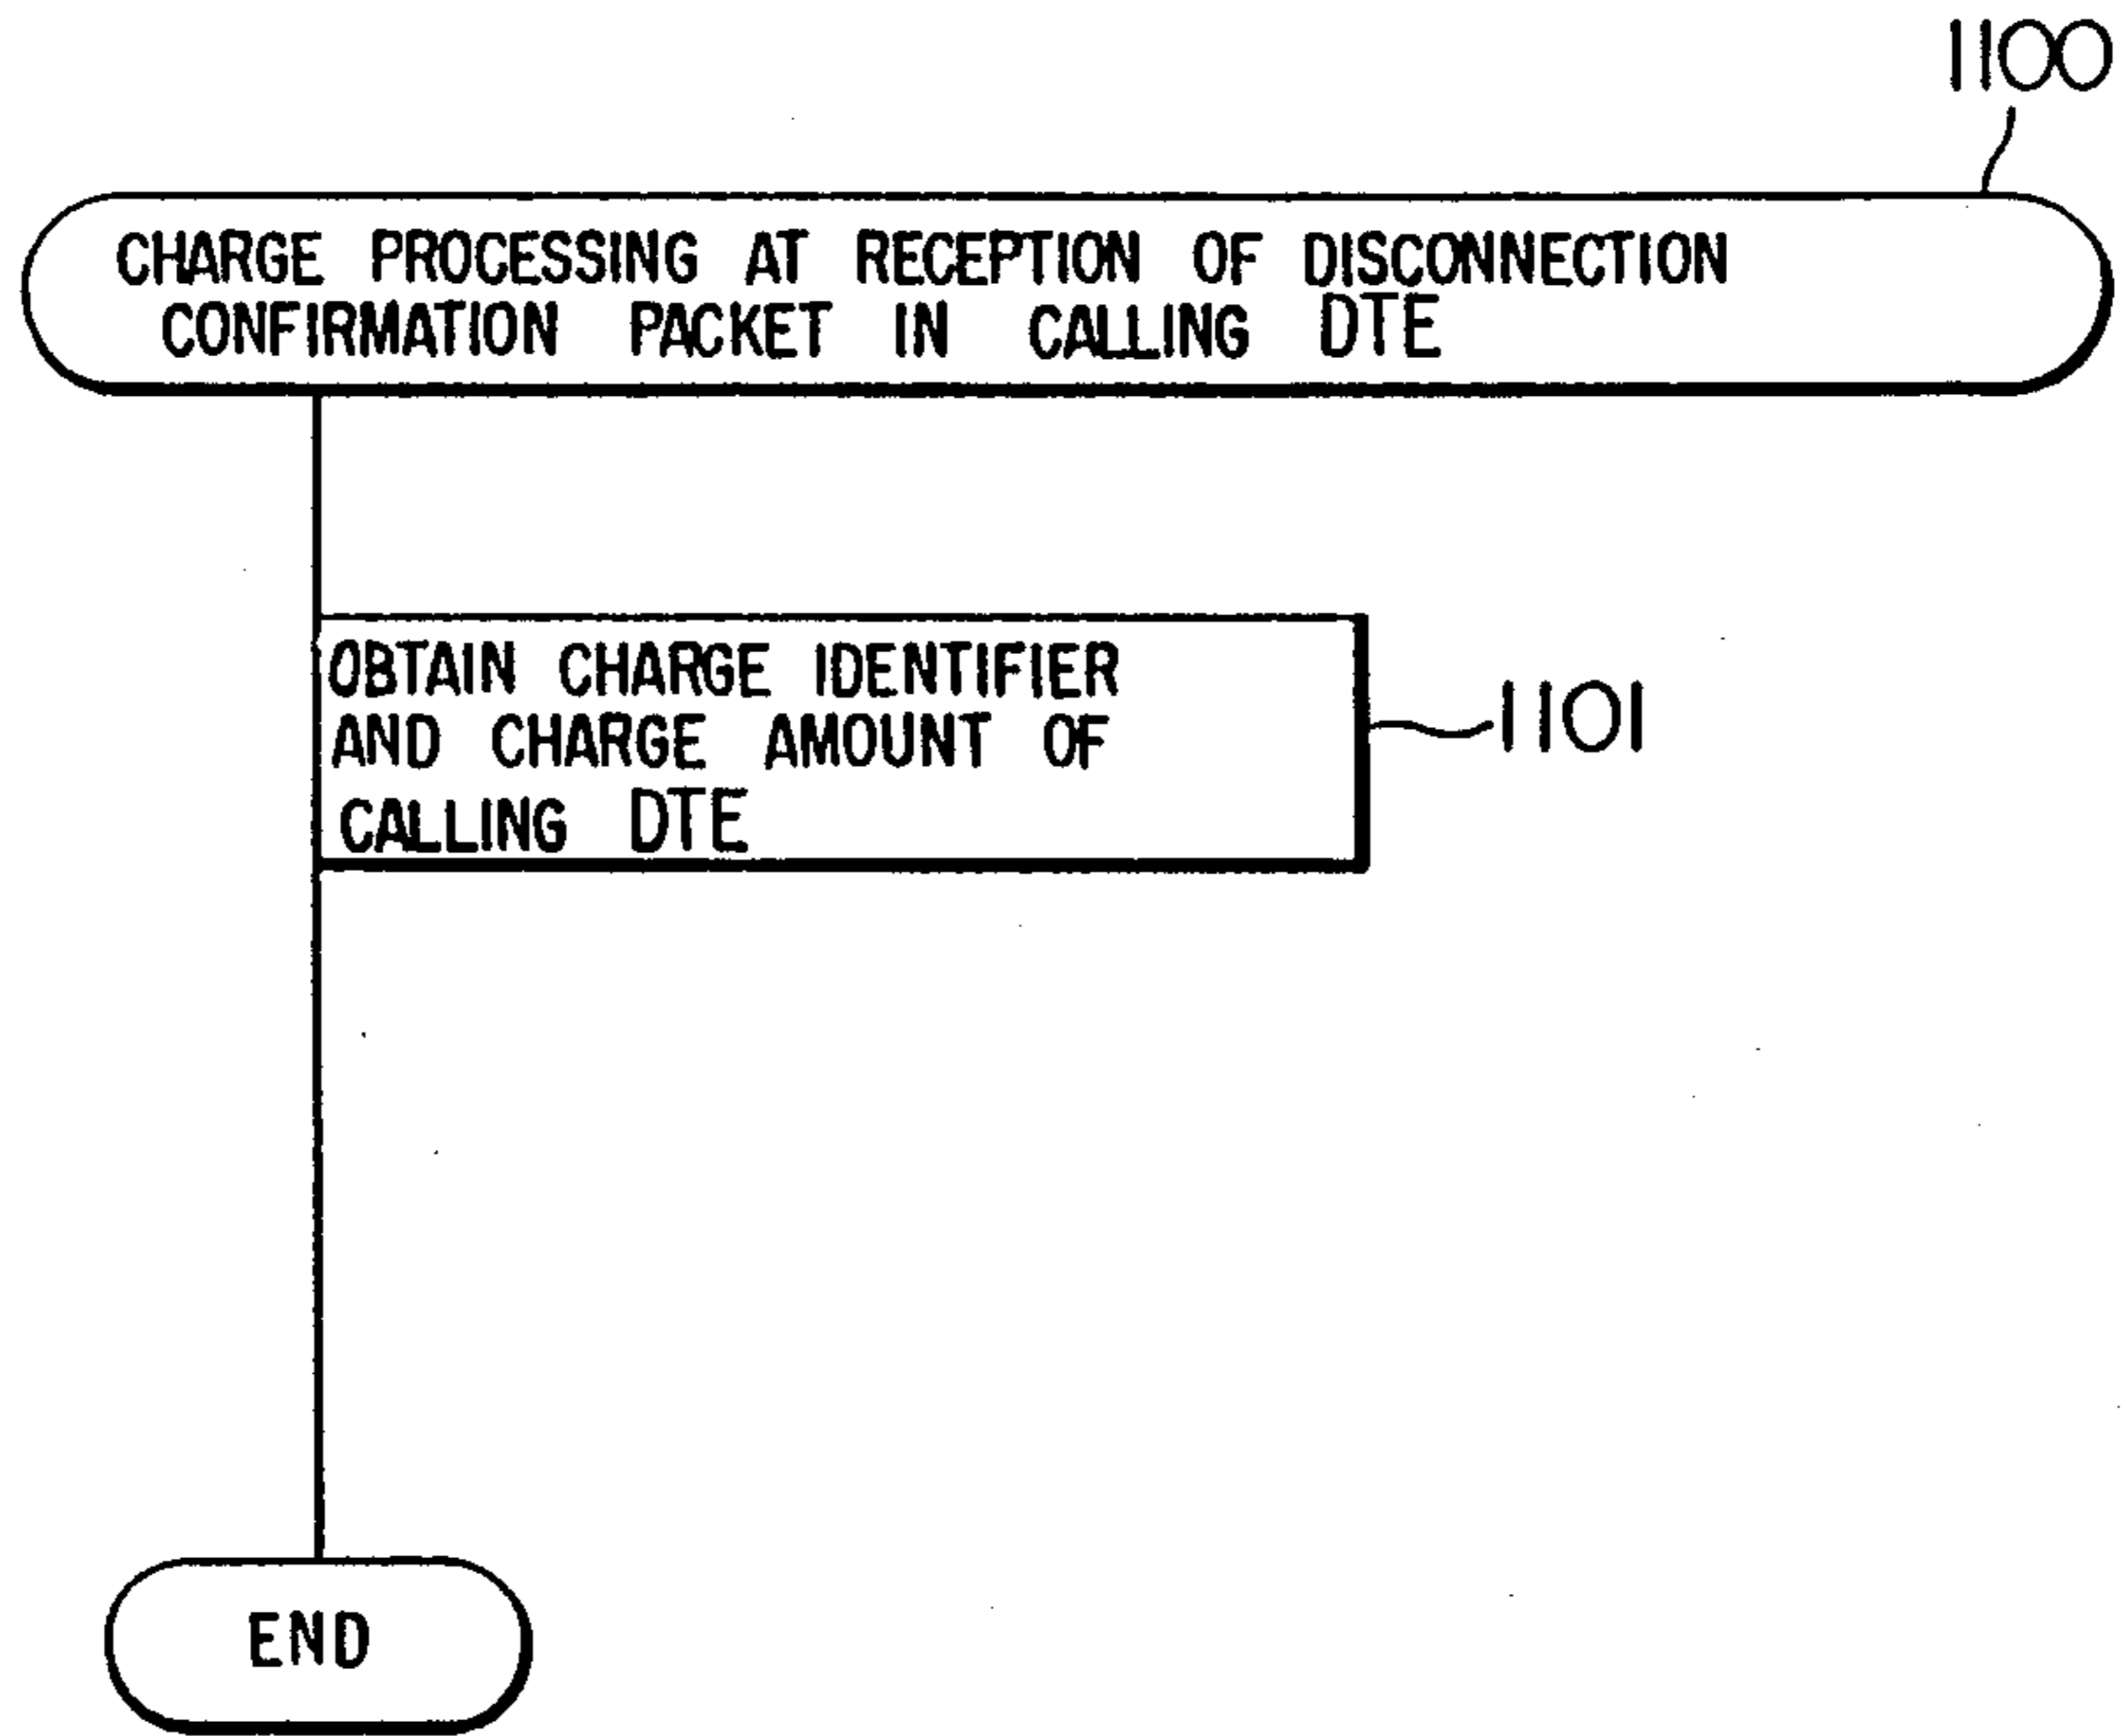 1100
CHARGE PROCESSING AT RECEPTION OF DISCONNECTION
CONFIRMATION PACKET IN CALLING DTE
OBTAIN CHARGE IDENTIFIER
AND CHARGE AMOUNT OF
CALLING DTE
1101
END